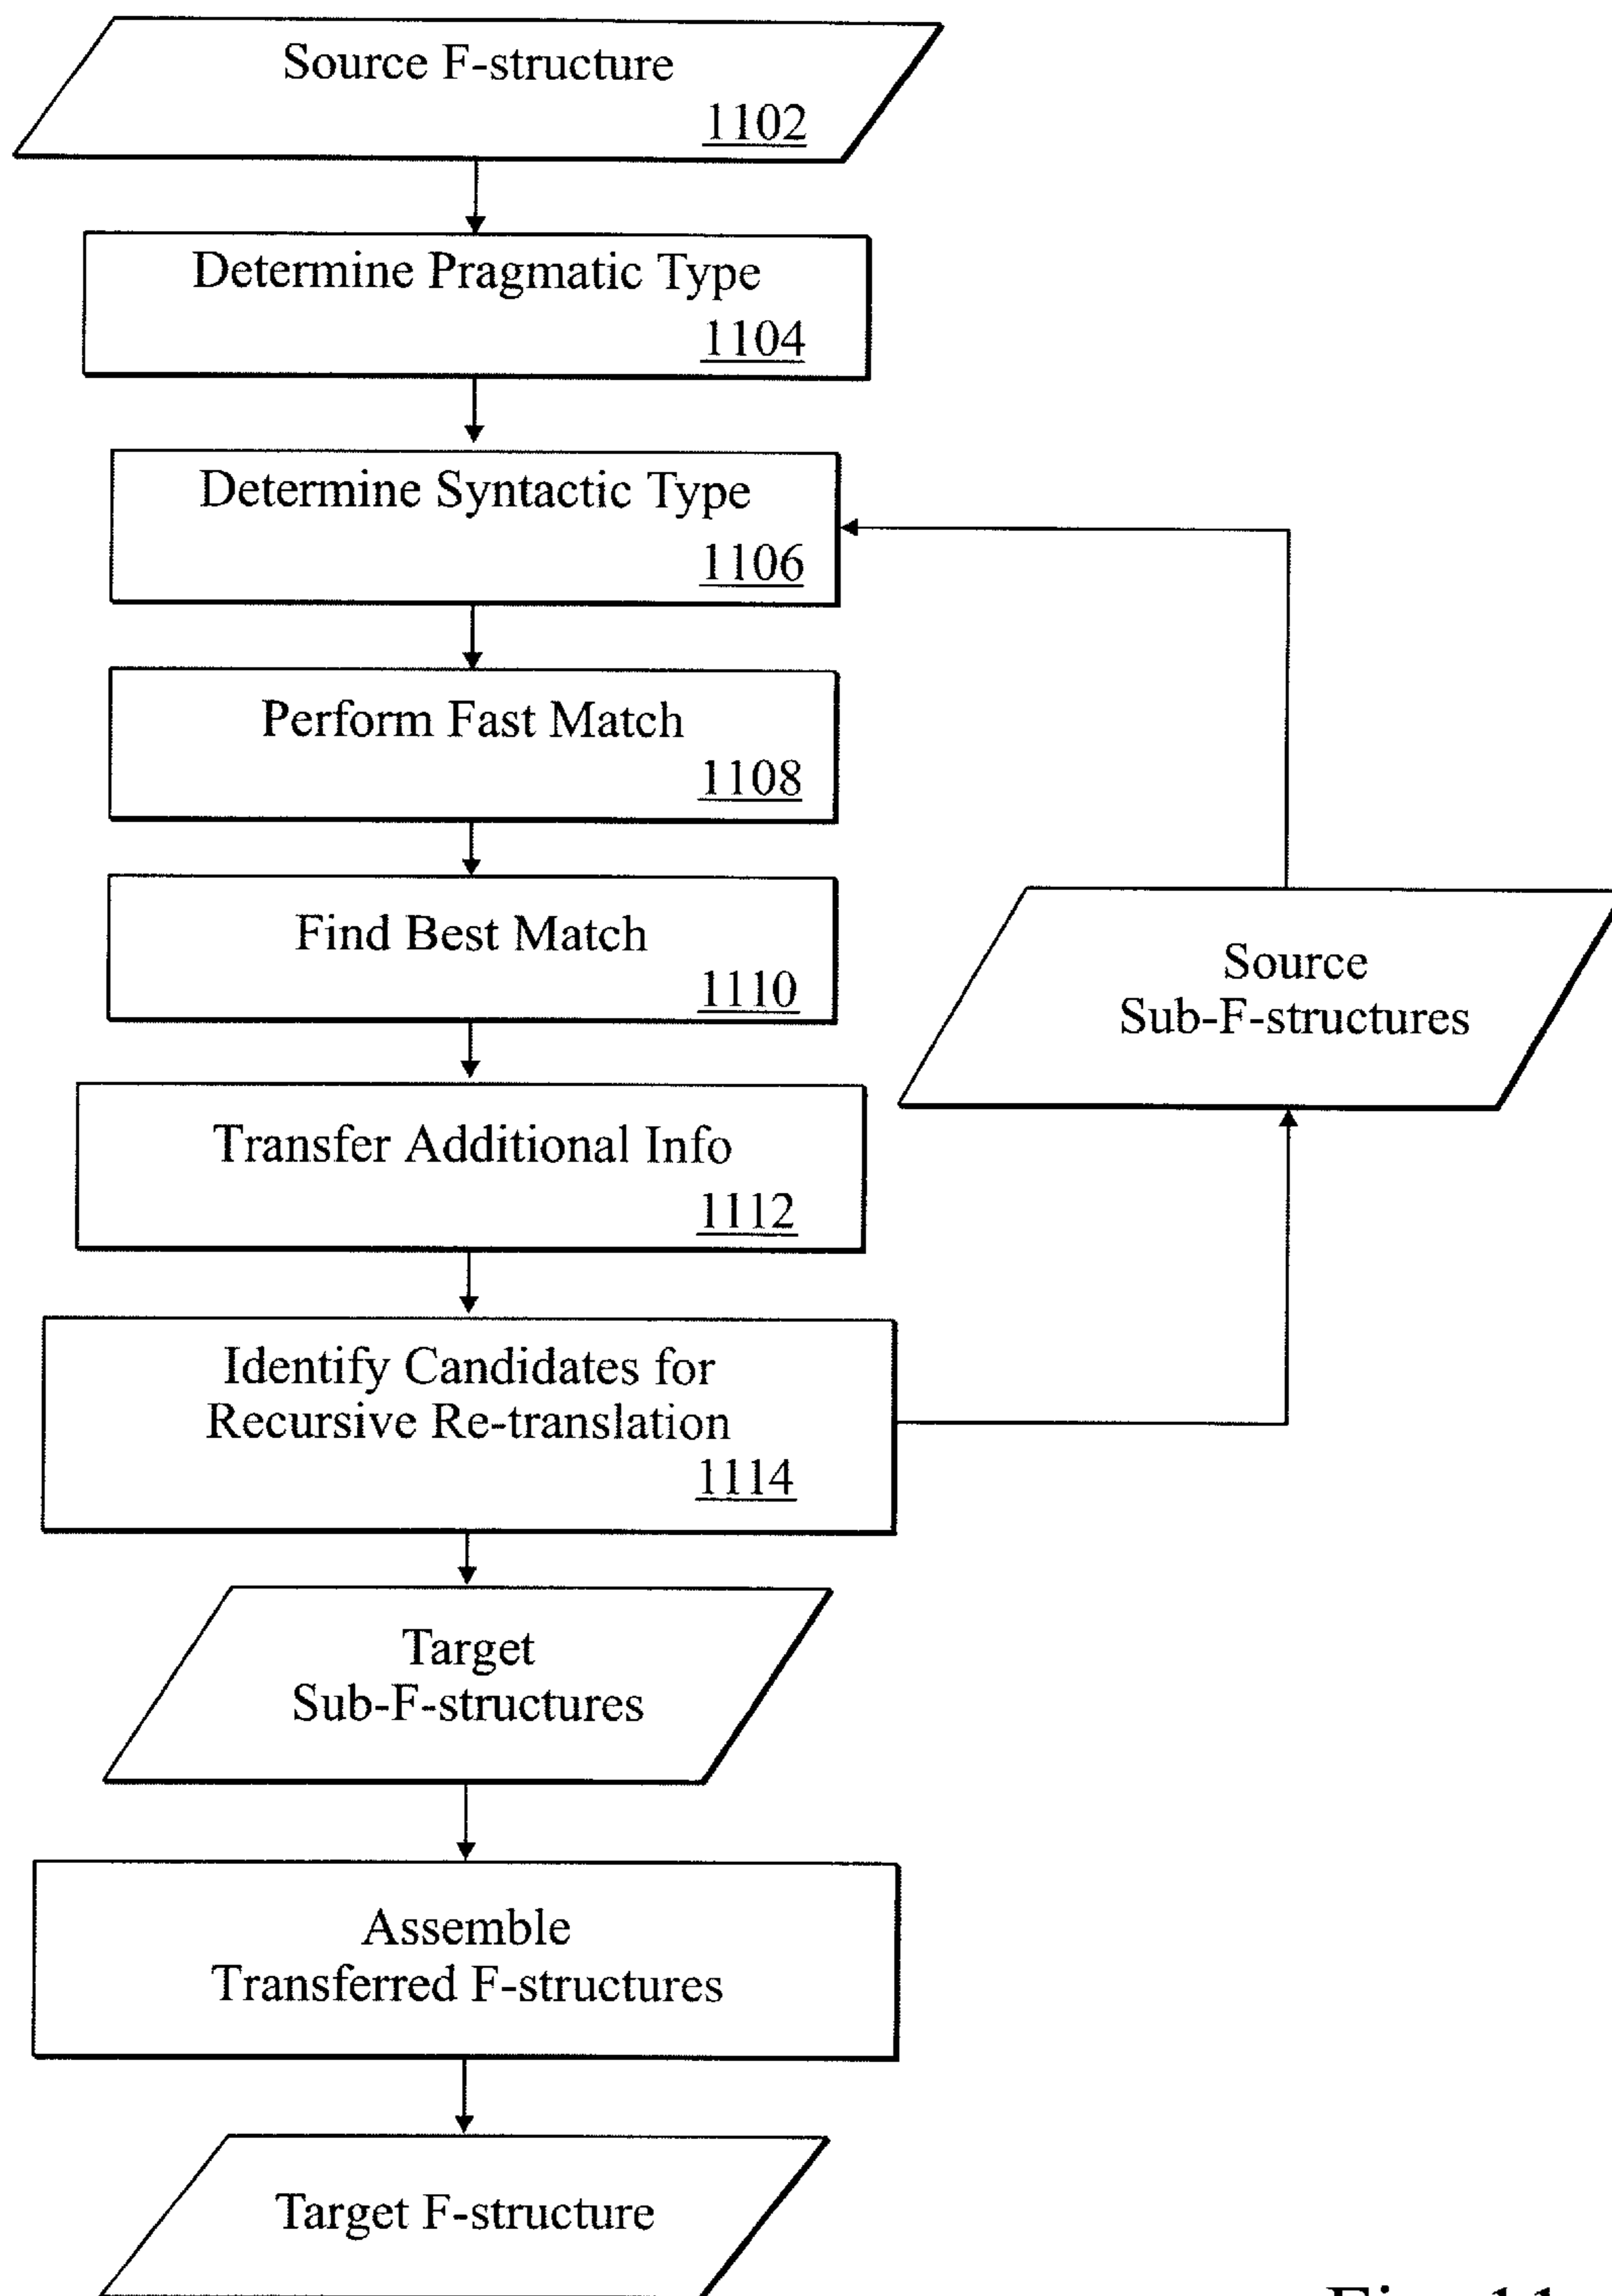 Source F-structure
1102
Determine Pragmatic Type
1104
Determine Syntactic Type
1106
Perform Fast Match
1108
Find Best Match
1110
Source
Sub-F-structures
Transfer Additional Info
1112
Identify Candidates for
Recursive Re-translation
1114
Target
Sub-F-structures
Assemble
Transferred F-structures
Target F-structure